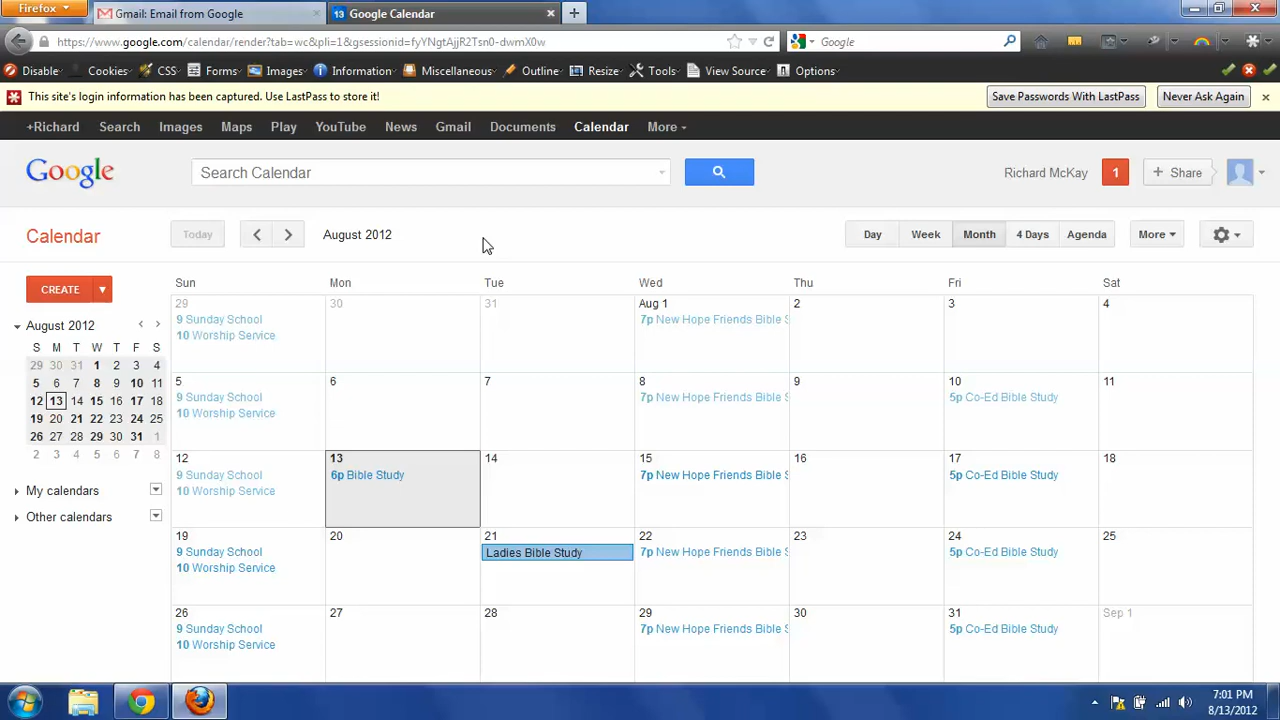 Firefox
Gmail: Email from Google
13 Google Calendar
https://www.google.com/calendar/render?tab=wc&pli=1&gsessionid=fyYNgtAjjR2Tsn0-dwmX0w
Google
Disable Cookies CSS Forms Images Information Miscellaneous Outline Resize Tools View Source Options
This site's login information has been captured. Use LastPass to store it!
Save Passwords With LastPass
Never Ask Again
+Richard Search Images Maps Play YouTube News Gmail Documents Calendar More
Google
Search Calendar
Richard McKay
1
+ Share
Calendar
Today
August 2012
Day Week Month 4 Days Agenda
More
CREATE
August 2012
S M T W T F S
29 30 31 1 2 3 4
5 6 7 8 9 10 11
12 13 14 15 16 17 18
19 20 21 22 23 24 25
26 27 28 29 30 31 1
2 3 4 5 6 7 8
My calendars
Other calendars
Sun Mon Tue Wed Thu Fri Sat
29 30 31 Aug 1 2 3 4
9 Sunday School 7p New Hope Friends Bible S
10 Worship Service
5 6 7 8 9 10 11
9 Sunday School 7p New Hope Friends Bible S 5p Co-Ed Bible Study
10 Worship Service
12 13 14 15 16 17 18
9 Sunday School 6p Bible Study 7p New Hope Friends Bible S 5p Co-Ed Bible Study
10 Worship Service
19 20 21 22 23 24 25
9 Sunday School Ladies Bible Study 7p New Hope Friends Bible S 5p Co-Ed Bible Study
10 Worship Service
26 27 28 29 30 31 Sep 1
9 Sunday School 7p New Hope Friends Bible S 5p Co-Ed Bible Study
10 Worship Service
7:01 PM
8/13/2012